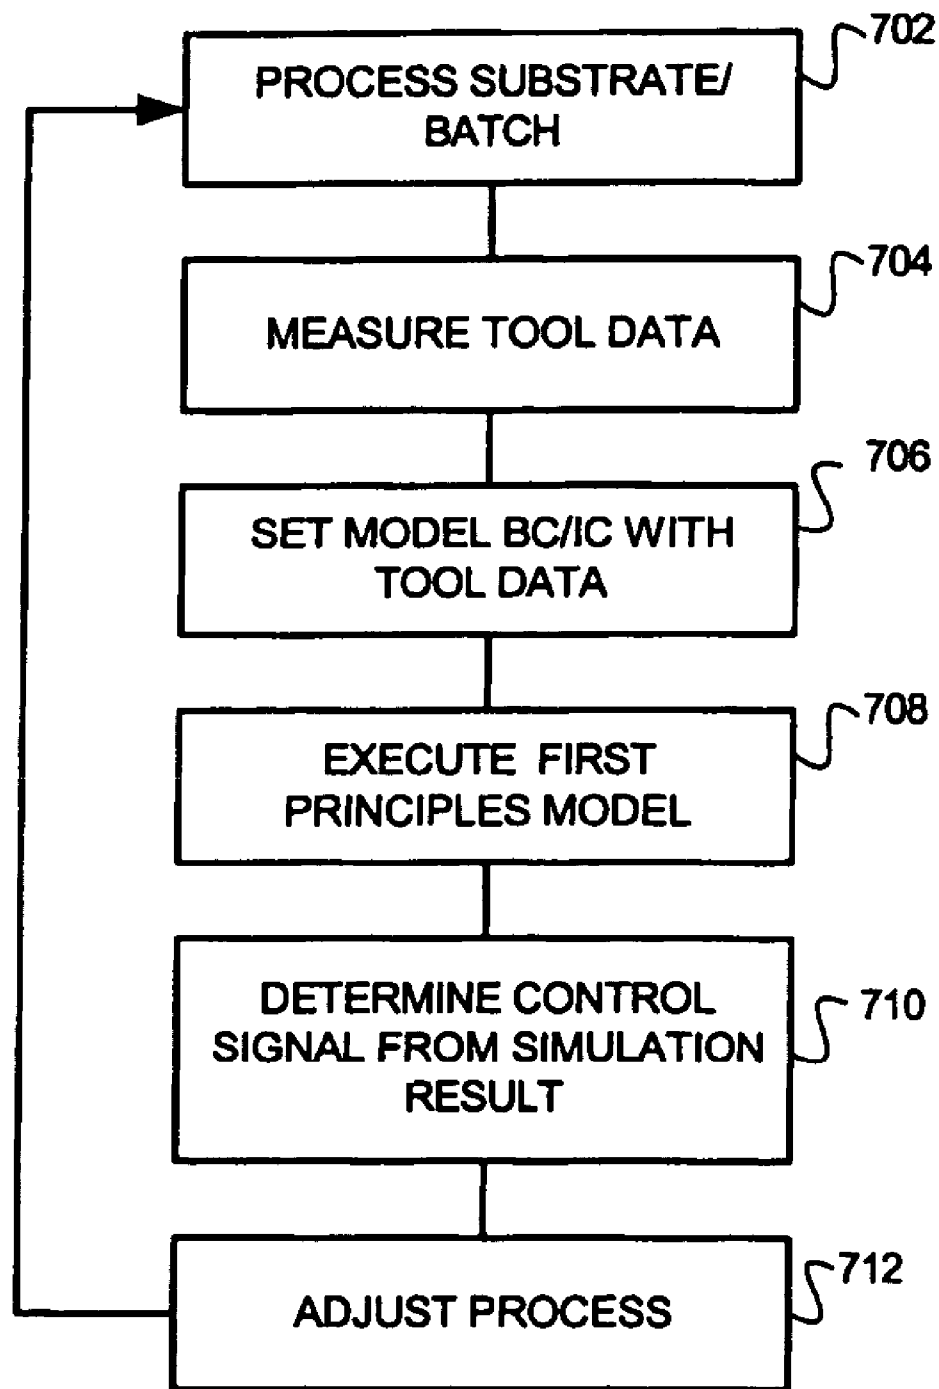 702
PROCESS SUBSTRATE/
BATCH
704
MEASURE TOOL DATA
706
SET MODEL BC/IC WITH
TOOL DATA
708
EXECUTE FIRST
PRINCIPLES MODEL
710
DETERMINE CONTROL
SIGNAL FROM SIMULATION
RESULT
712
ADJUST PROCESS